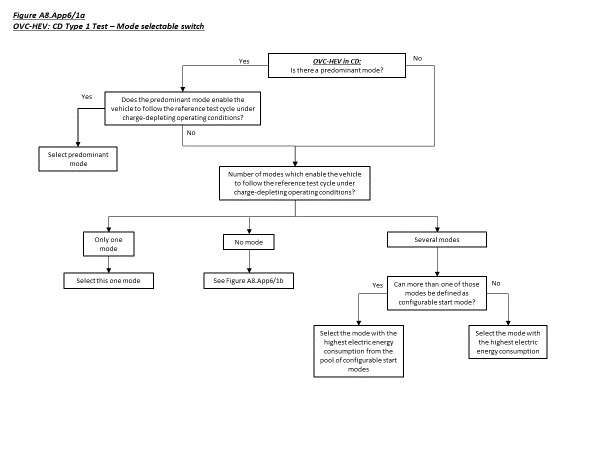 Figure A8.App6/1a
OVC-HEV: CD Type 1 Test – Mode selectable switch
OVC-HEV in CD:
Is there a predominant mode?
Yes
No
Does the predominant mode enable the
vehicle to follow the reference test cycle under
charge-depleting operating conditions?
Yes
No
Select predominant
mode
Number of modes which enable the vehicle
to follow the reference test cycle under
charge-depleting operating conditions?
Only one
mode
No mode
Several modes
Select this one mode
See Figure A8.App6/1b
Can more than one of those
modes be defined as
configurable start mode?
Yes
No
Select the mode with the
highest electric energy
consumption from the
pool of configurable start
modes
Select the mode with
the highest electric
energy consumption